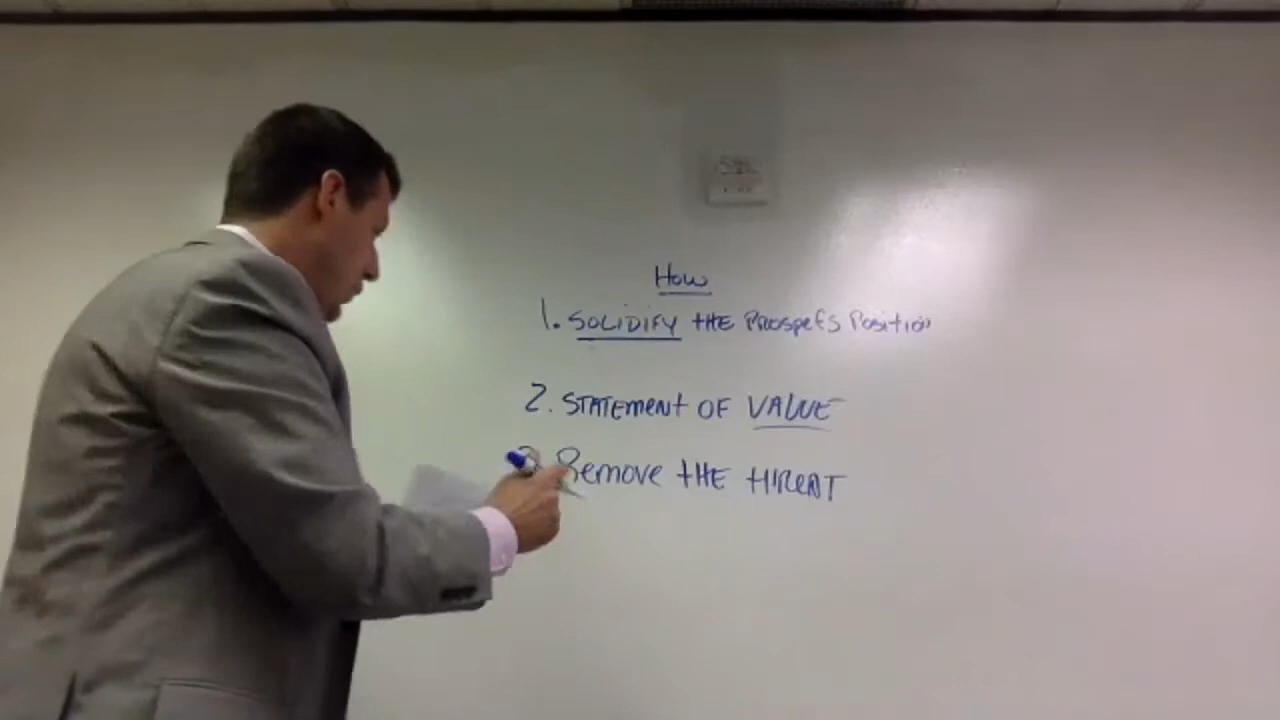 How
1. SOLIDIFY THE PROSPECTS POSITION
2. STATEMENT OF VALUE
Remove THE THREAT